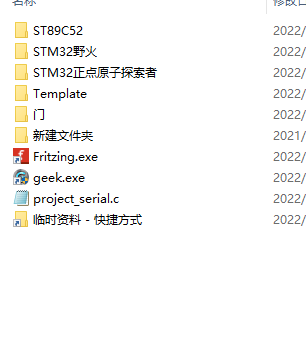 名称
修改日
ST89C52
2022/
STM32野火
2022/
STM32正点原子探索者
2022/
Template
2022/
门
2022/
新建文件夹
2021/
Fritzing.exe
2022/
geek.exe
2022/
project_serial.c
2022/
临时资料 - 快捷方式
2022/